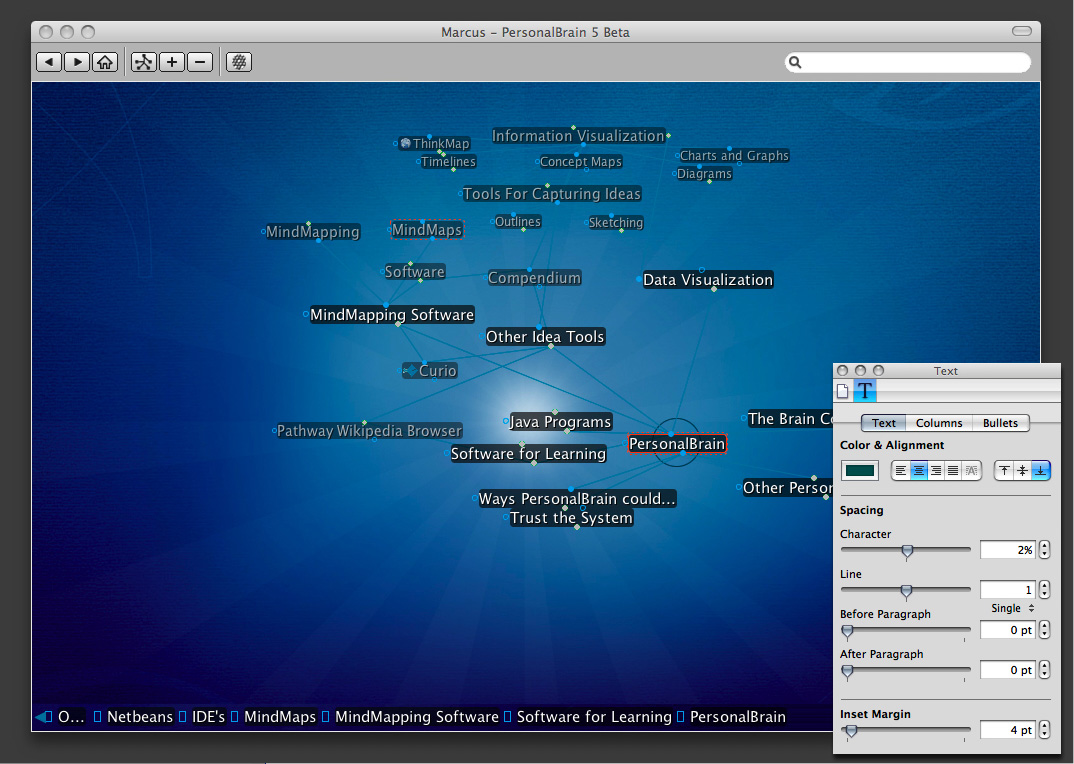 Marcus – PersonalBrain 5 Beta
Information Visualization
ThinkMap
Timelines
Concept Maps
Charts and Graphs
Diagrams
Tools For Capturing Ideas
MindMapping
MindMaps
Outlines
Sketching
Software
Compendium
Data Visualization
MindMapping Software
Other Idea Tools
Curio
Java Programs
The Brain Co
Pathway Wikipedia Browser
PersonalBrain
Software for Learning
Ways PersonalBrain could...
Other Person
Trust the System
O... Netbeans IDE's MindMaps MindMapping Software Software for Learning PersonalBrain
Text
T
Text Columns Bullets
Color & Alignment
A
Spacing
Character
2%
Line
1
Single
Before Paragraph
0 pt
After Paragraph
0 pt
Inset Margin
4 pt